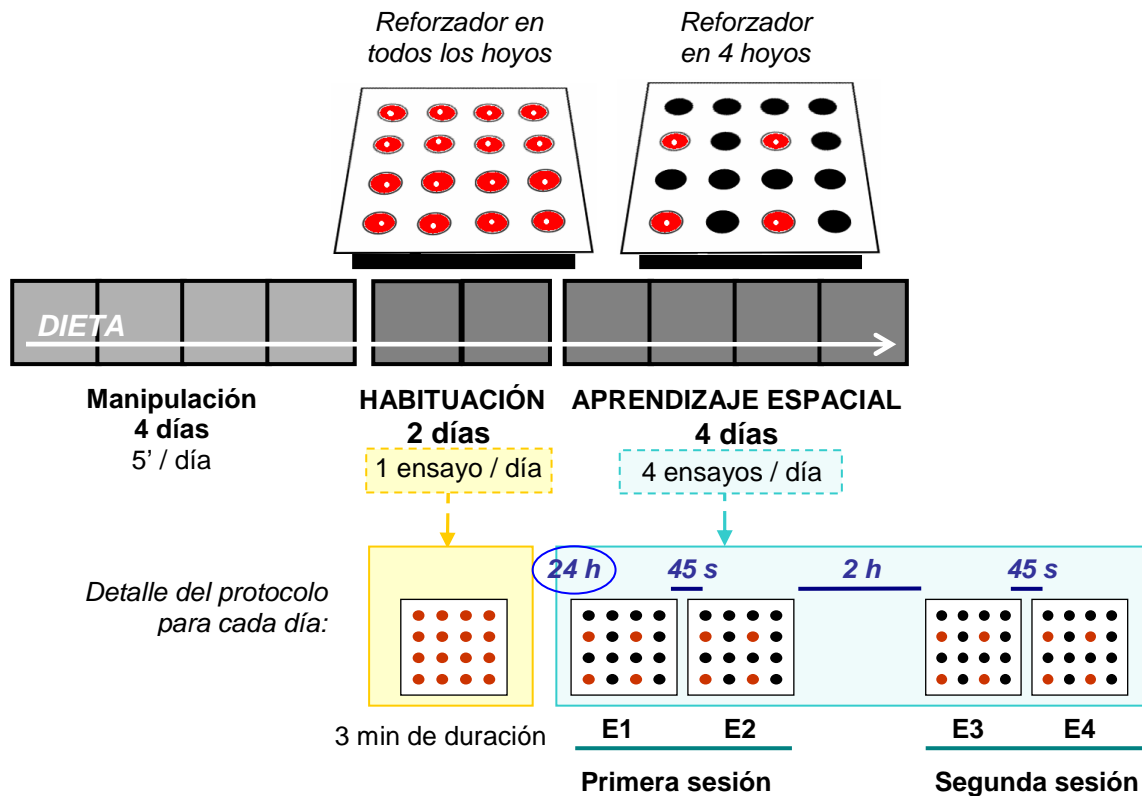 Reforzador en
todos los hoyos
Reforzador
en 4 hoyos
DIETA
Manipulación
4 días
5’ / día
HABITUACIÓN
2 días
1 ensayo / día
APRENDIZAJE ESPACIAL
4 días
4 ensayos / día
Detalle del protocolo
para cada día:
24 h
45 s
2 h
45 s
3 min de duración
E1
E2
E3
E4
Primera sesión
Segunda sesión